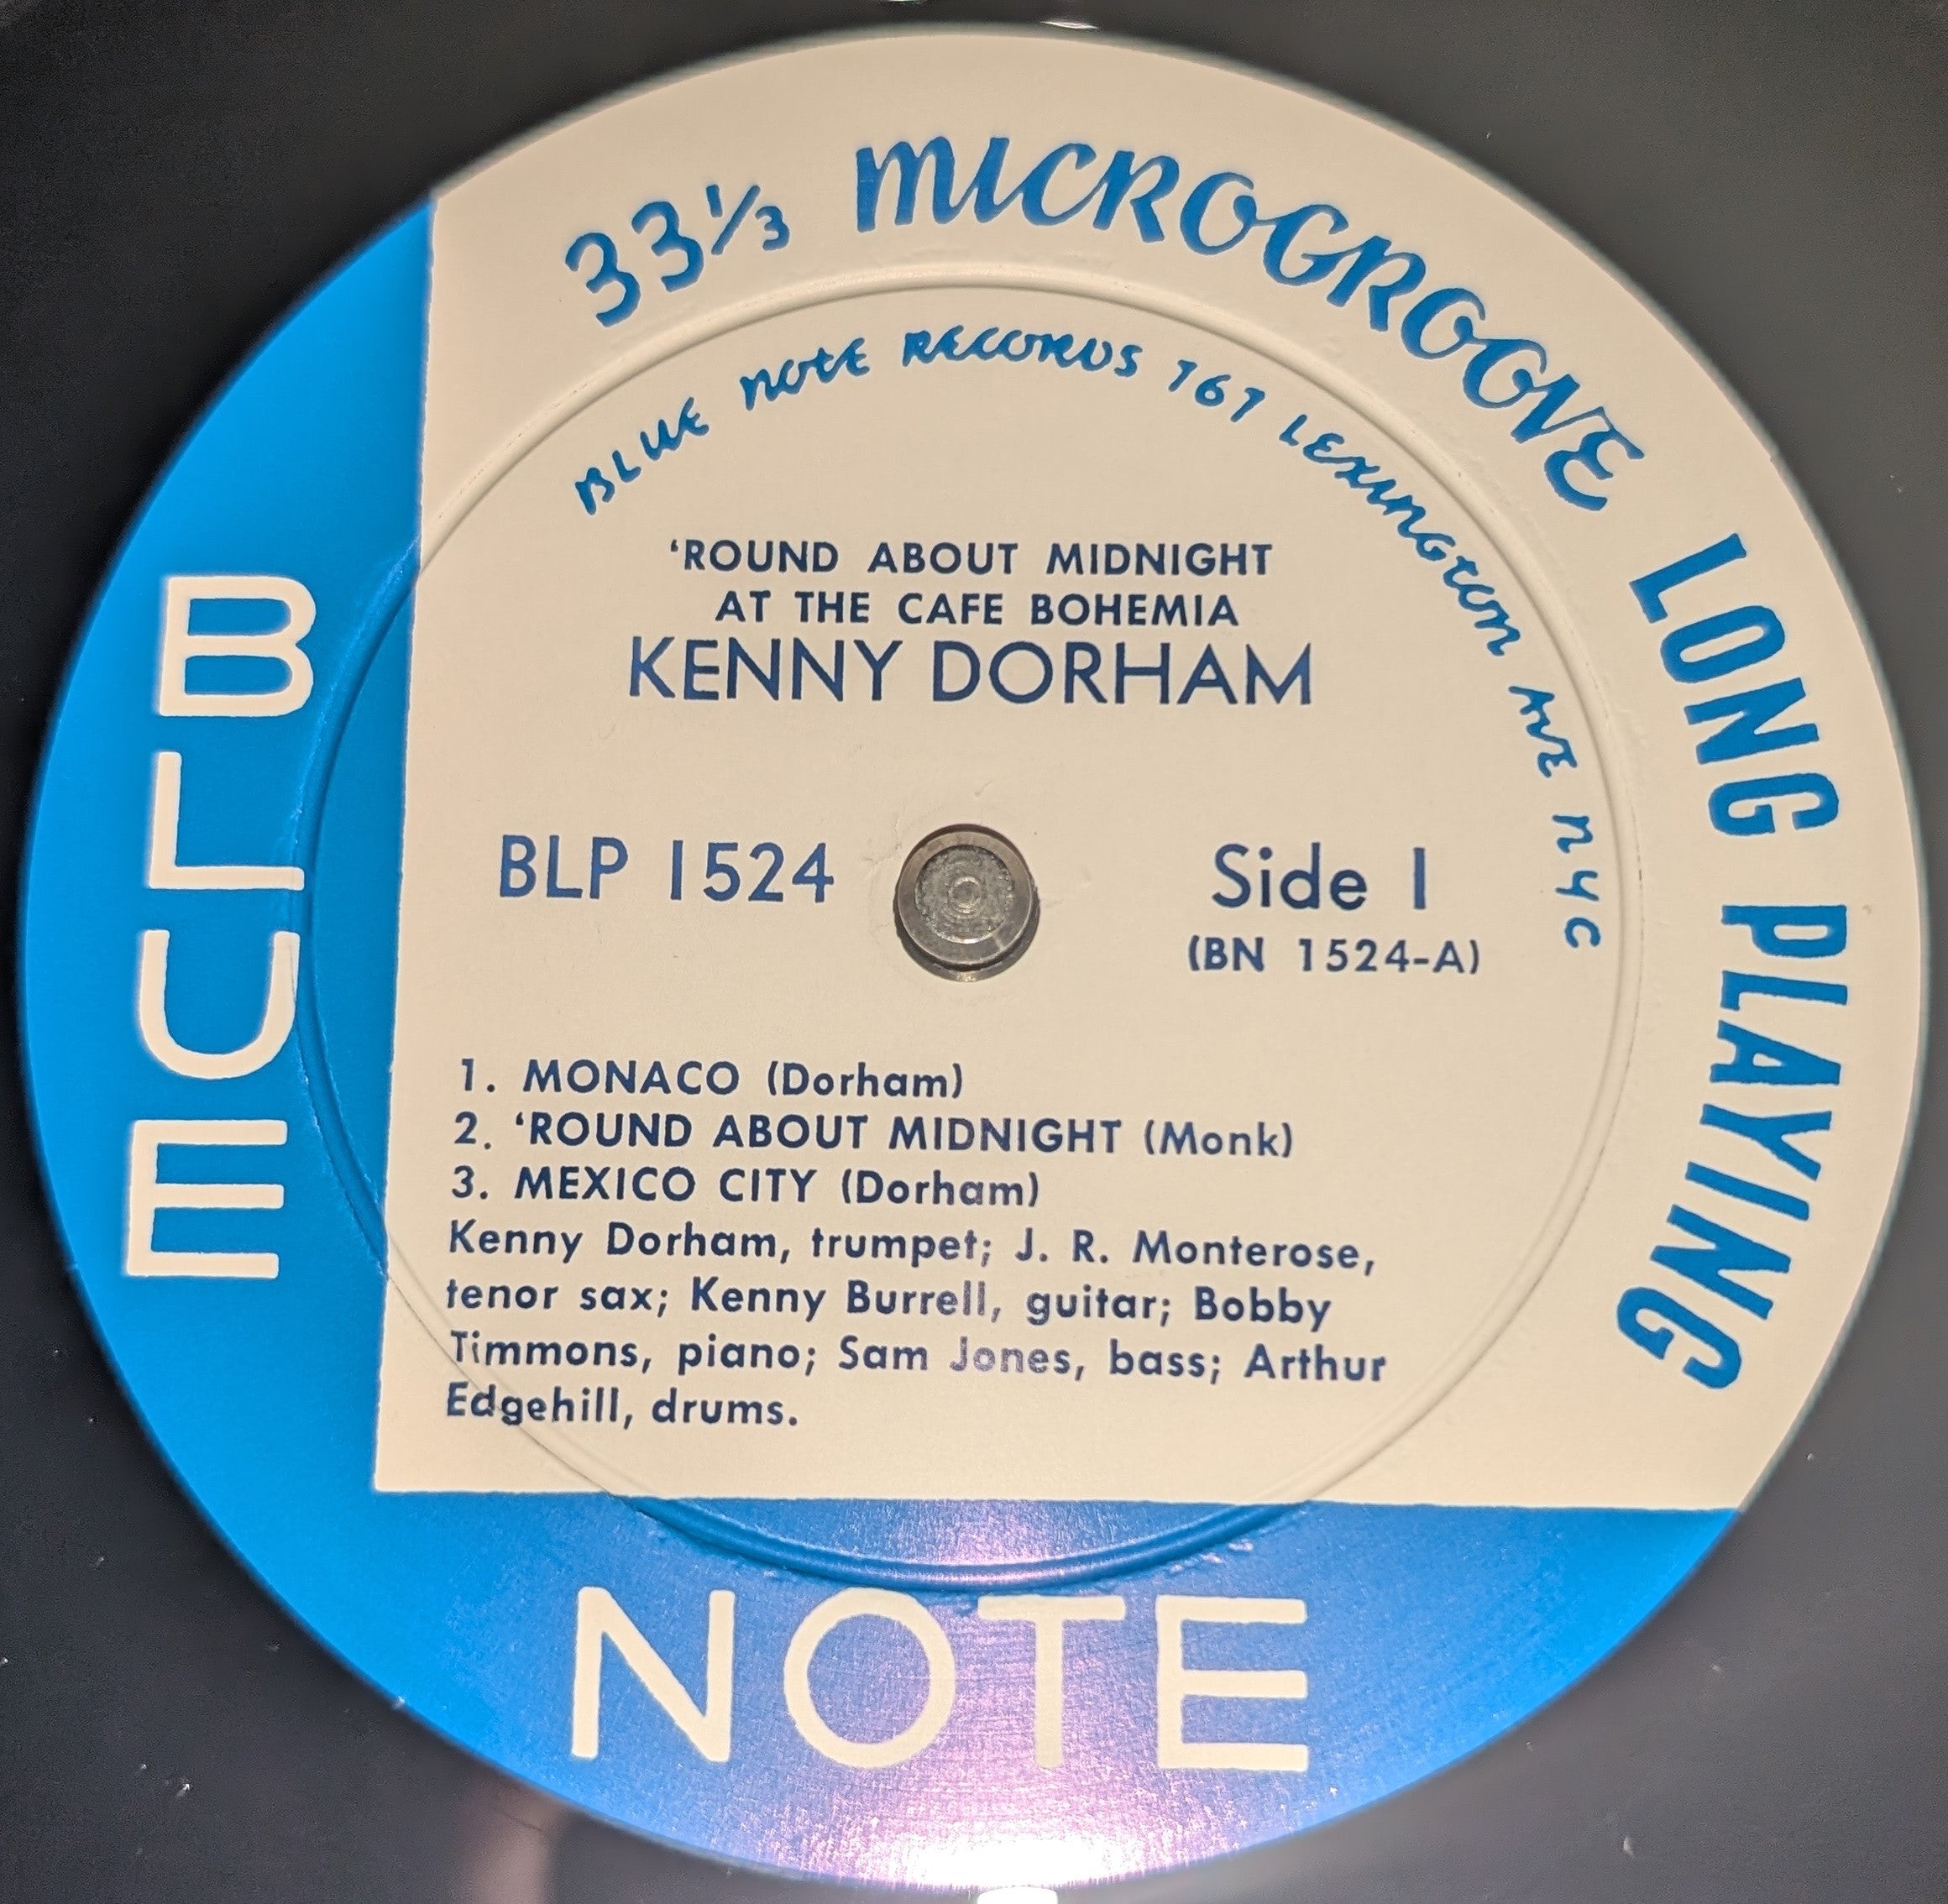 33⅓ MICROGROOVE LONG PLAYING
BLUE NOTE RECORDS 767 LEXINGTON AVE NYC
'ROUND ABOUT MIDNIGHT
AT THE CAFE BOHEMIA
KENNY DORHAM
BLP 1524
Side 1
(BN 1524-A)
1. MONACO (Dorham)
2. 'ROUND ABOUT MIDNIGHT (Monk)
3. MEXICO CITY (Dorham)
Kenny Dorham, trumpet; J. R. Monterose,
tenor sax; Kenny Burrell, guitar; Bobby
Timmons, piano; Sam Jones, bass; Arthur
Edgehill, drums.
BLUE
NOTE